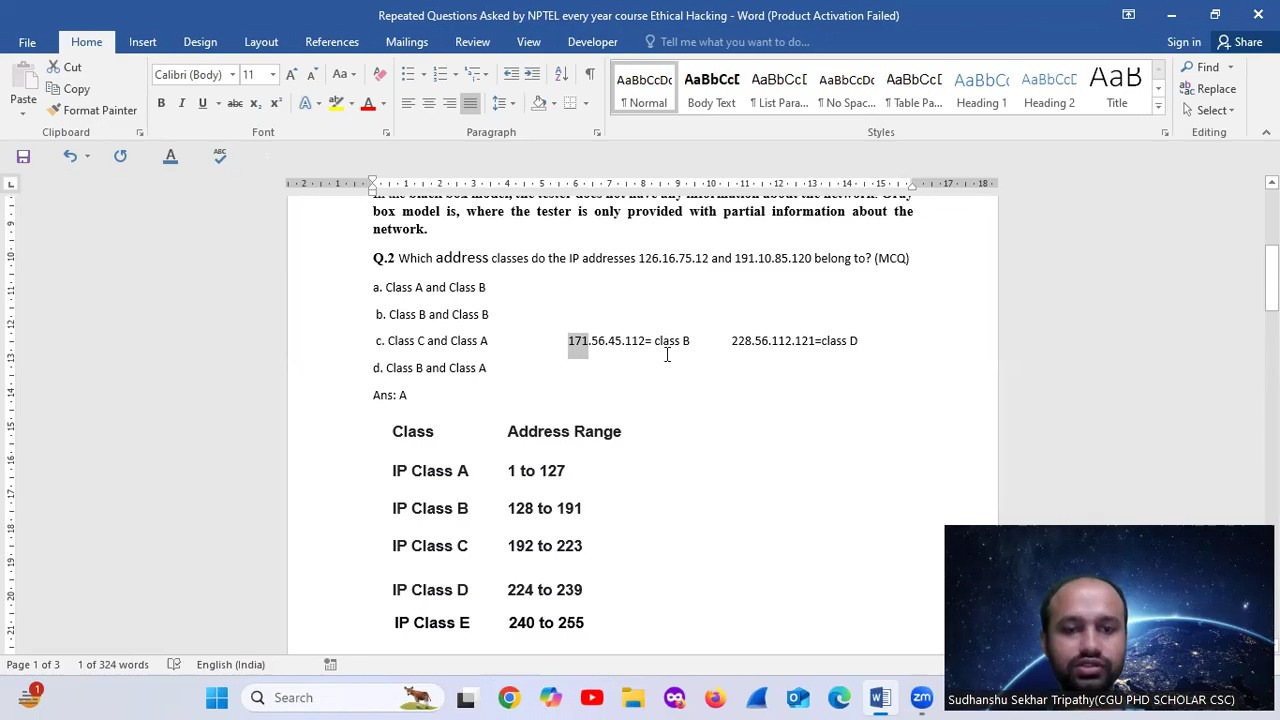 Repeated Questions Asked by NPTEL every year course Ethical Hacking - Word (Product Activation Failed)
File Home Insert Design Layout References Mailings Review View Developer Tell me what you want to do... Sign in Share
Paste Cut Copy Format Painter
Clipboard
Calibri (Body) 11
Font
Paragraph
AaBbCcDc AaBbCcD AaBbCcDc AaBbCcDc AaBbCcDc AaBbCcD AaBbCcDc AaB
¶ Normal Body Text ¶ List Para... ¶ No Spac... ¶ Table Pa... Heading 1 Heading 2 Title
Styles
Find Replace Select
Editing
box model is, where the tester is only provided with partial information about the
network.
Q.2 Which address classes do the IP addresses 126.16.75.12 and 191.10.85.120 belong to? (MCQ)
a. Class A and Class B
b. Class B and Class B
c. Class C and Class A 171.56.45.112= class B 228.56.112.121=class D
d. Class B and Class A
Ans: A
Class Address Range
IP Class A 1 to 127
IP Class B 128 to 191
IP Class C 192 to 223
IP Class D 224 to 239
IP Class E 240 to 255
Page 1 of 3 1 of 324 words English (India)
Search
Sudhanshu Sekhar Tripathy(CGU PHD SCHOLAR CSC)